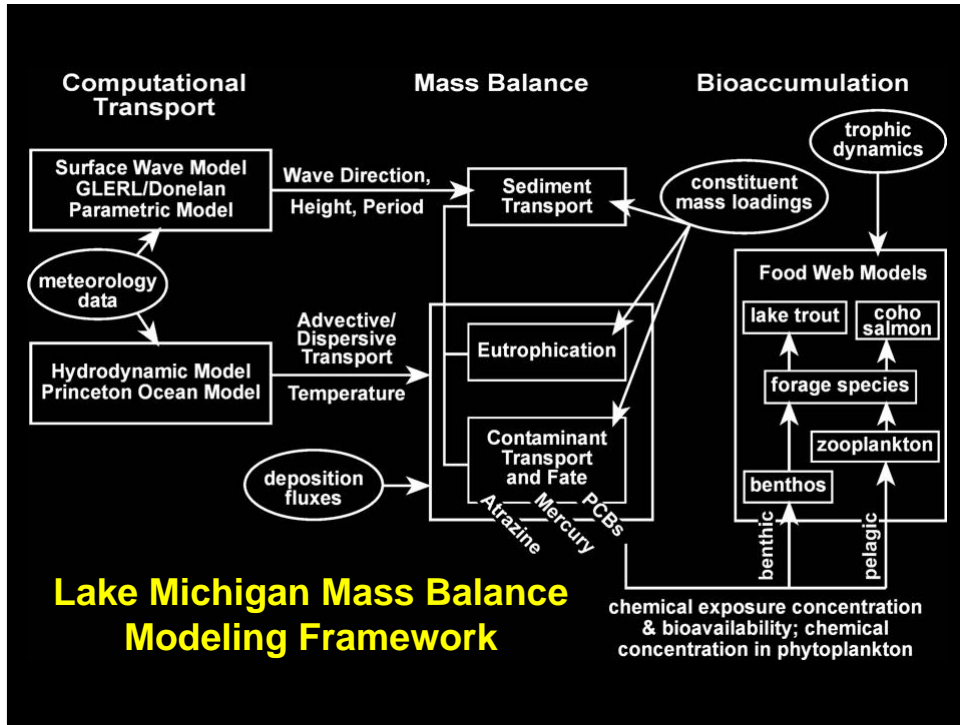 Computational
Transport
Mass Balance
Bioaccumulation
Surface Wave Model
GLERL/Donelan
Parametric Model
Wave Direction,
Height, Period
Sediment
Transport
constituent
mass loadings
trophic
dynamics
meteorology
data
Hydrodynamic Model
Princeton Ocean Model
Advective/
Dispersive
Transport
Temperature
Eutrophication
Contaminant
Transport
and Fate
Atrazine
Mercury
PCBs
deposition
fluxes
Food Web Models
lake trout
coho
salmon
forage species
zooplankton
benthos
benthic
pelagic
chemical exposure concentration
& bioavailability; chemical
concentration in phytoplankton
Lake Michigan Mass Balance
Modeling Framework